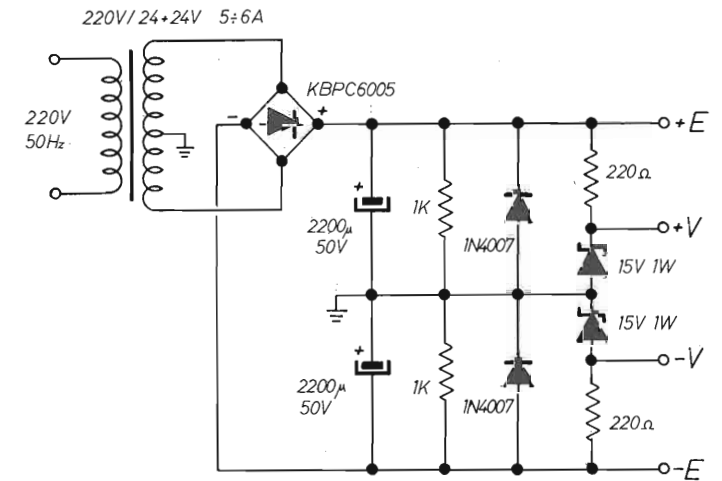 220V/24+24V 5÷6A
KBPC6005
-
+
+E
220V
50Hz
220Ω
+
2200μ
50V
1K
1N4007
+V
15V 1W
15V 1W
+
2200μ
50V
1K
1N4007
-V
220Ω
-E